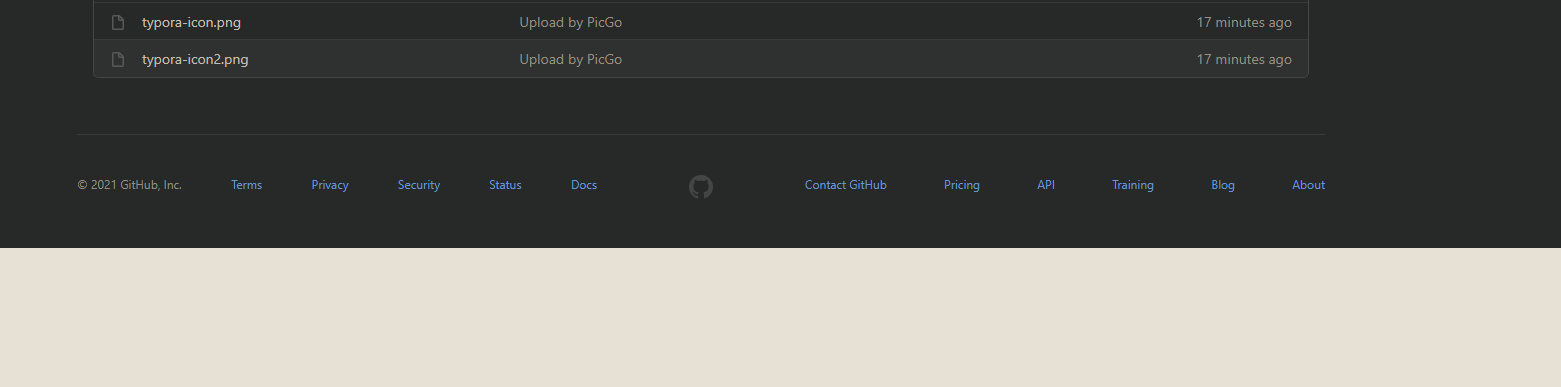 typora-icon.png Upload by PicGo 17 minutes ago
typora-icon2.png Upload by PicGo 17 minutes ago
© 2021 GitHub, Inc. Terms Privacy Security Status Docs Contact GitHub Pricing API Training Blog About